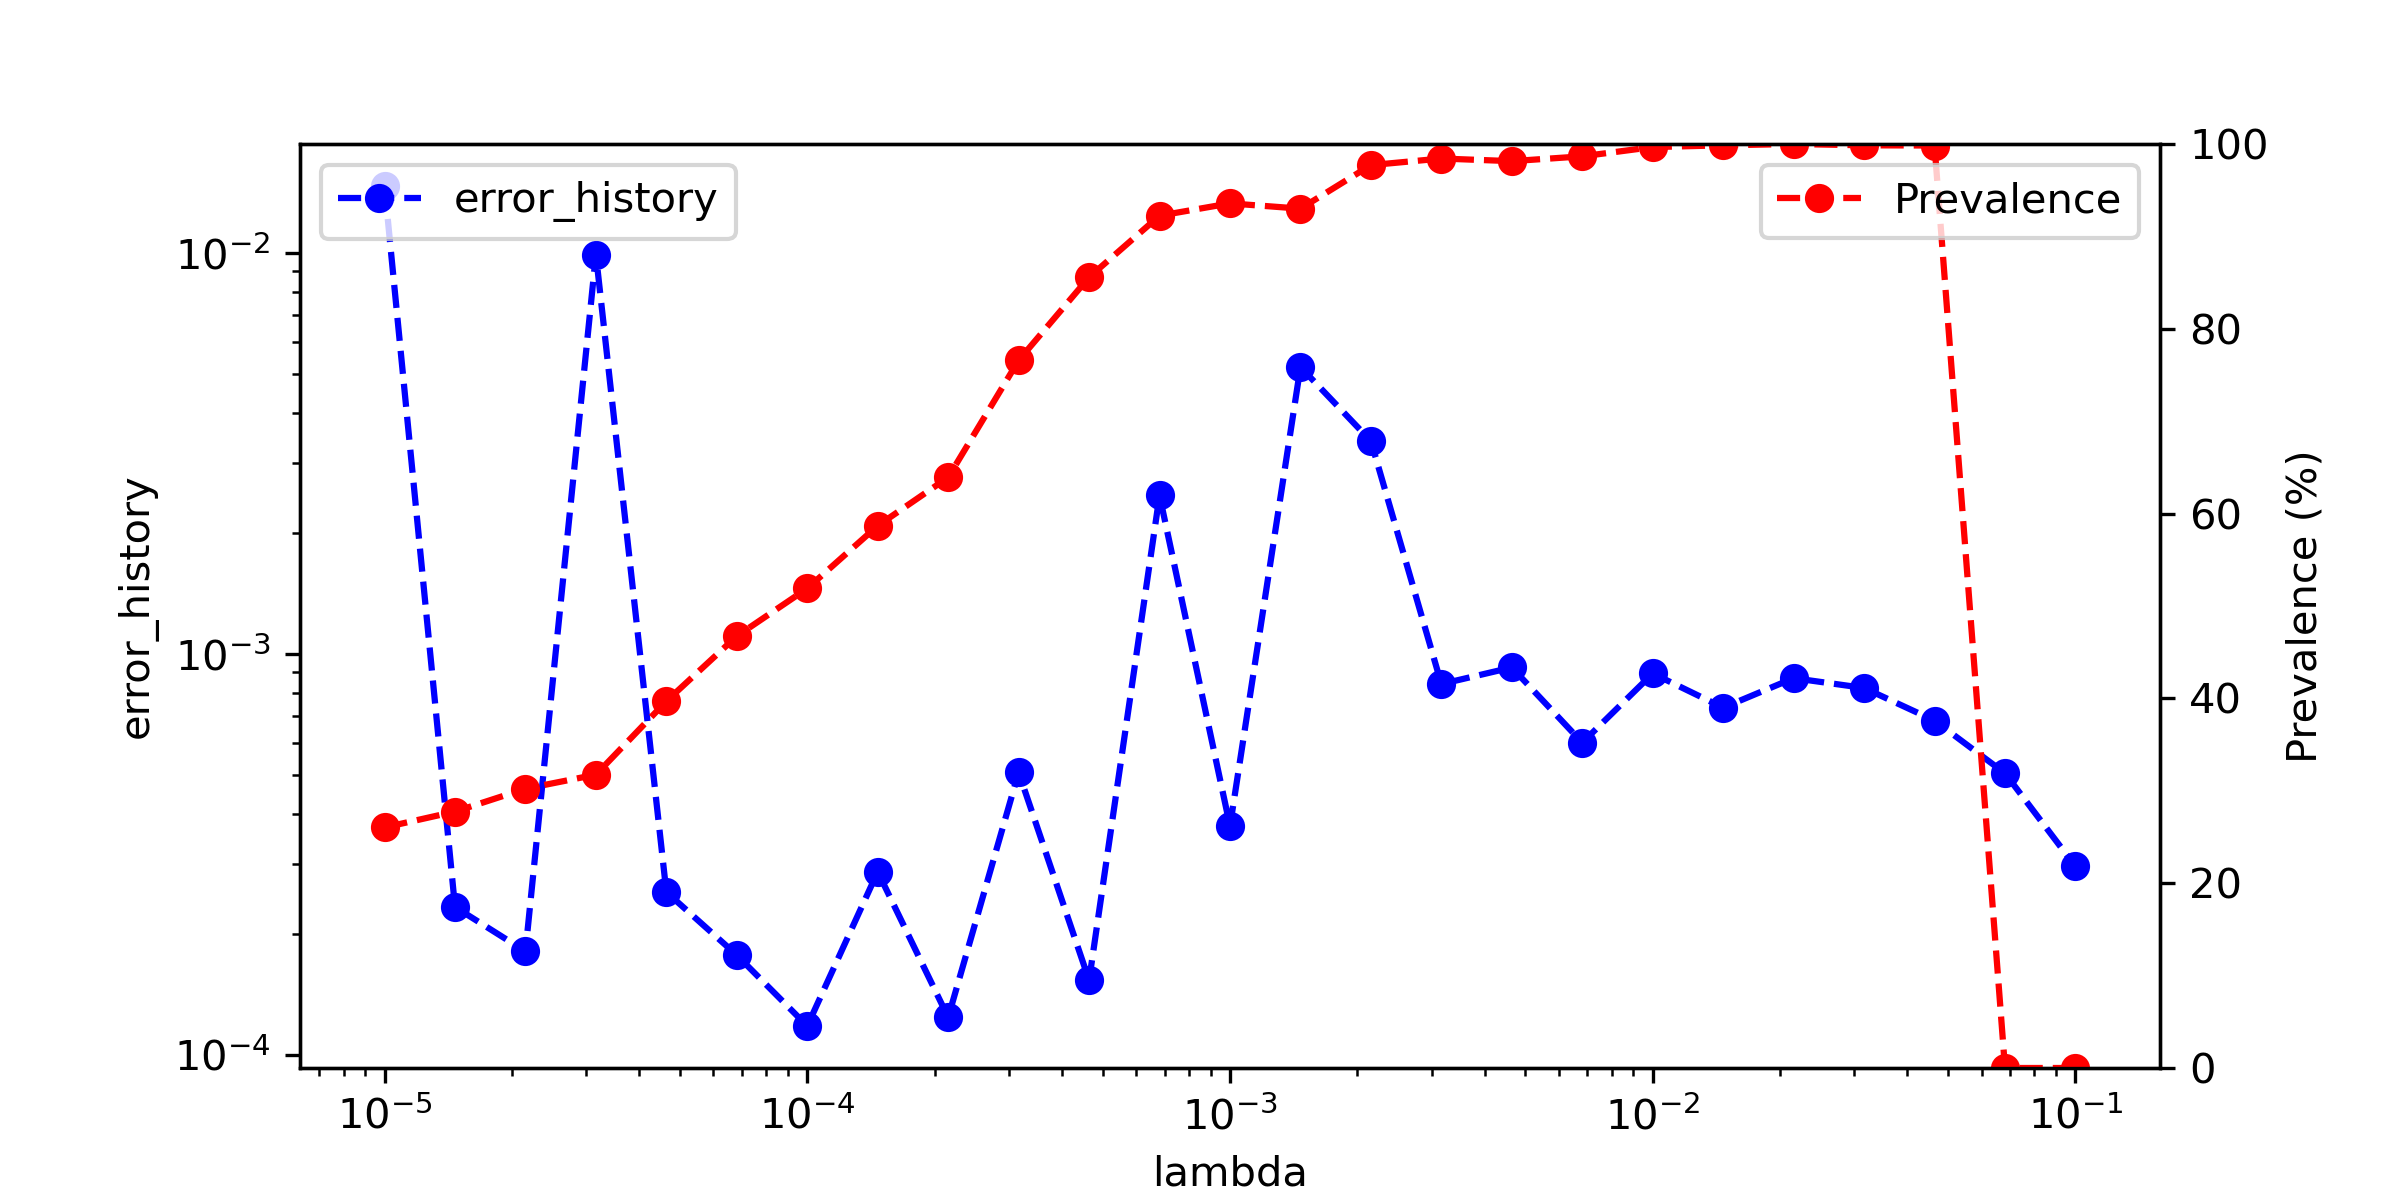 error_history
Prevalence
10⁻²
10⁻³
10⁻⁴
error_history
100
80
60
40
20
0
Prevalence (%)
10⁻⁵
10⁻⁴
10⁻³
10⁻²
10⁻¹
lambda